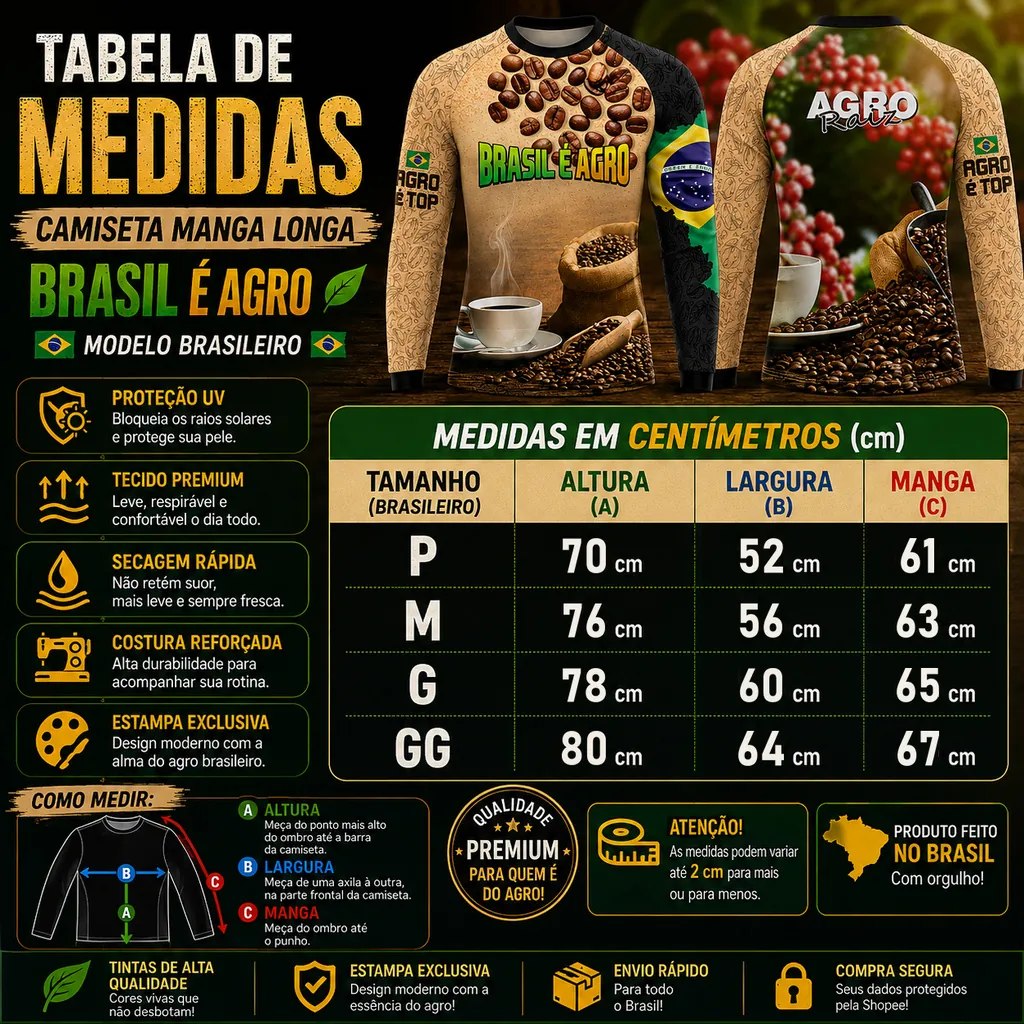 TABELA DE
MEDIDAS
CAMISETA MANGA LONGA
BRASIL É AGRO
MODELO BRASILEIRO
BRASIL É AGRO
AGRO
É TOP
AGRO
Raiz
AGRO
É TOP
PROTEÇÃO UV
Bloqueia os raios solares
e protege sua pele.
TECIDO PREMIUM
Leve, respirável e
confortável o dia todo.
SECAGEM RÁPIDA
Não retém suor,
mais leve e sempre fresca.
COSTURA REFORÇADA
Alta durabilidade para
acompanhar sua rotina.
ESTAMPA EXCLUSIVA
Design moderno com a
alma do agro brasileiro.
MEDIDAS EM CENTÍMETROS (cm)
TAMANHO ALTURA LARGURA MANGA
(BRASILEIRO) (A) (B) (C)
P 70 cm 52 cm 61 cm
M 76 cm 56 cm 63 cm
G 78 cm 60 cm 65 cm
GG 80 cm 64 cm 67 cm
COMO MEDIR:
B
A
C
A ALTURA
Meça do ponto mais alto
do ombro até a barra
da camiseta.
B LARGURA
Meça de uma axila à outra,
na parte frontal da camiseta.
C MANGA
Meça do ombro até
o punho.
QUALIDADE
PREMIUM
PARA QUEM É
DO AGRO!
ATENÇÃO!
As medidas podem variar
até 2 cm para mais
ou para menos.
PRODUTO FEITO
NO BRASIL
Com orgulho!
TINTAS DE ALTA
QUALIDADE
Cores vivas que
não desbotam!
ESTAMPA EXCLUSIVA
Design moderno com a
essência do agro!
ENVIO RÁPIDO
Para todo
o Brasil!
COMPRA SEGURA
Seus dados protegidos
pela Shopee!